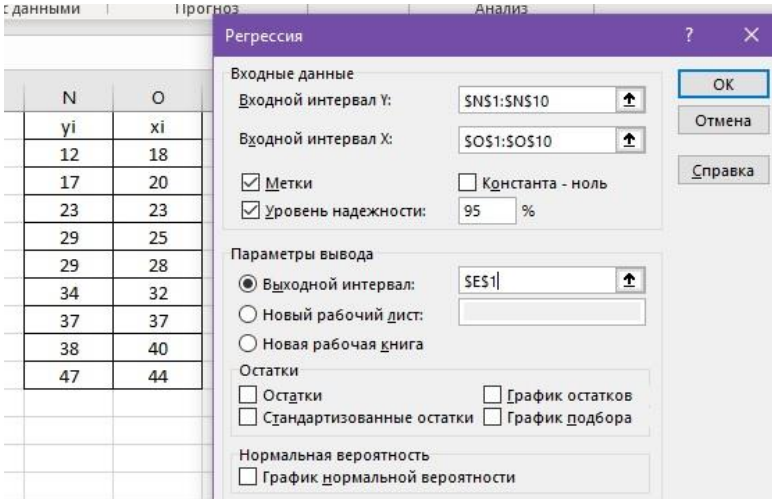 с данными
Прогноз
Анализ
Регрессия ? ×
Входные данные
Входной интервал Y: $N$1:$N$10
Входной интервал X: $O$1:$O$10
Метки
Константа - ноль
Уровень надежности: 95 %
Параметры вывода
Выходной интервал: $E$1
Новый рабочий лист:
Новая рабочая книга
Остатки
Остатки
График остатков
Стандартизованные остатки
График подбора
Нормальная вероятность
График нормальной вероятности
ОК
Отмена
Справка
N O
yi xi
12 18
17 20
23 23
29 25
29 28
34 32
37 37
38 40
47 44